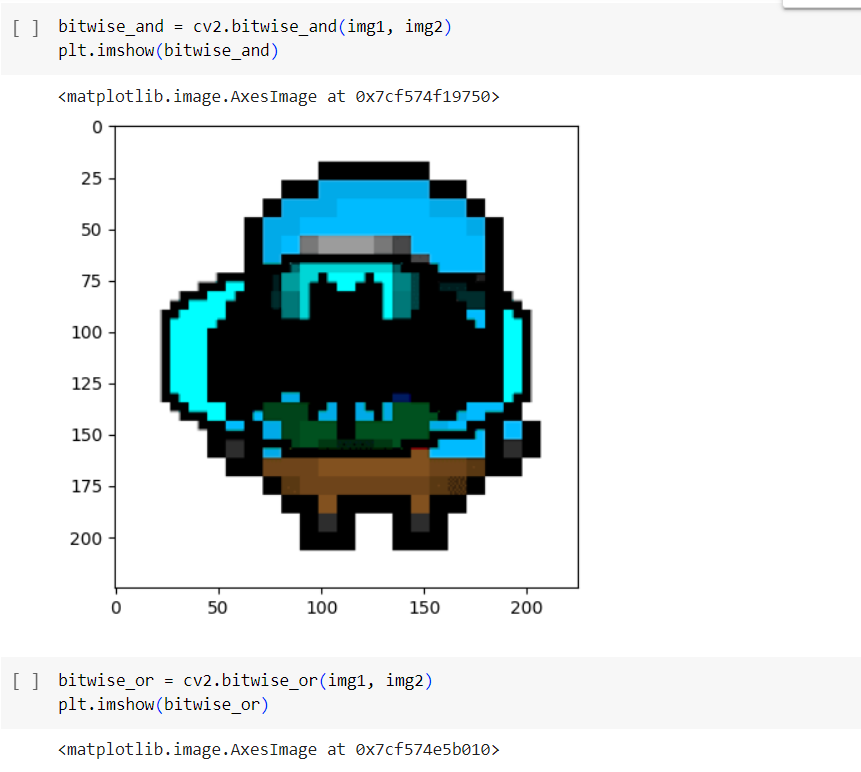 [ ] bitwise_and = cv2.bitwise_and(img1, img2)
plt.imshow(bitwise_and)
<matplotlib.image.AxesImage at 0x7cf574f19750>
0
25
50
75
100
125
150
175
200
0 50 100 150 200
[ ] bitwise_or = cv2.bitwise_or(img1, img2)
plt.imshow(bitwise_or)
<matplotlib.image.AxesImage at 0x7cf574e5b010>